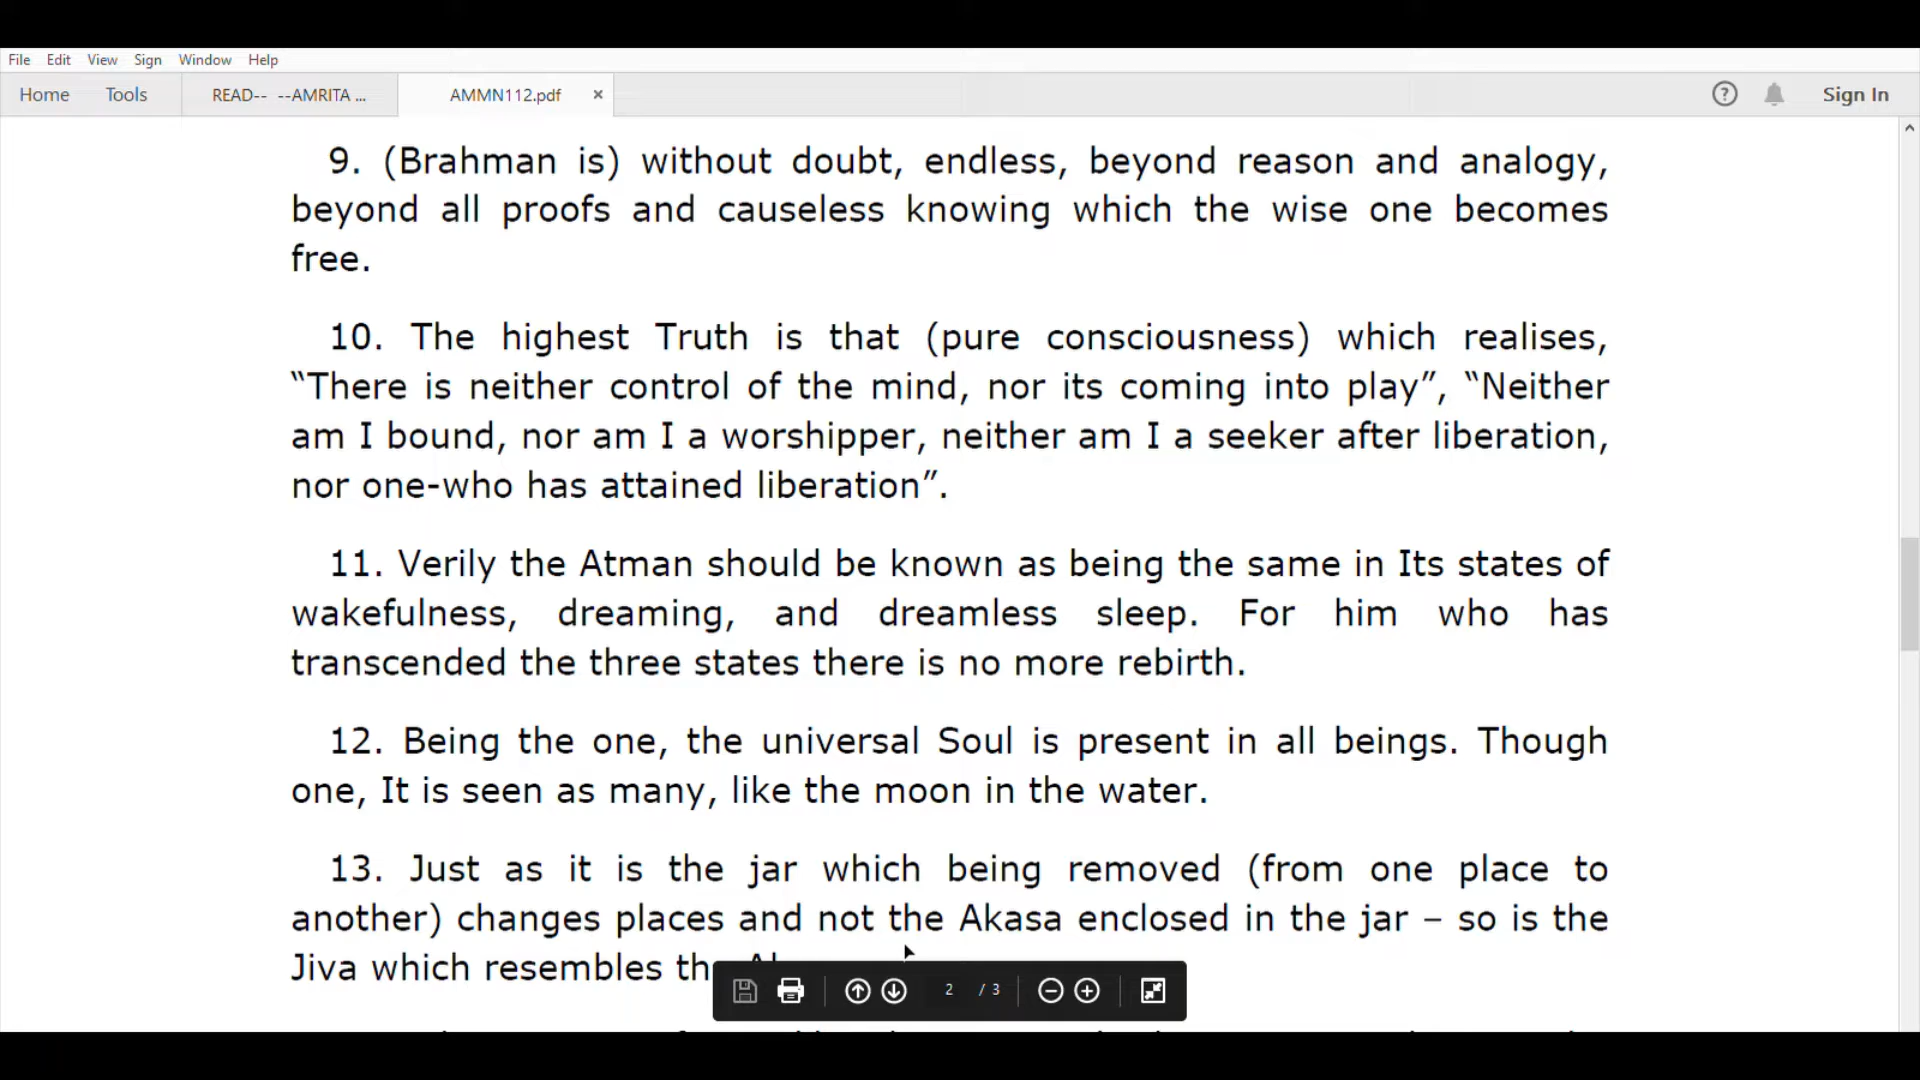 File Edit View Sign Window Help
Home Tools READ-- --AMRITA ... AMMN112.pdf × ? Sign In
9. (Brahman is) without doubt, endless, beyond reason and analogy,
beyond all proofs and causeless knowing which the wise one becomes
free.
10. The highest Truth is that (pure consciousness) which realises,
“There is neither control of the mind, nor its coming into play”, “Neither
am I bound, nor am I a worshipper, neither am I a seeker after liberation,
nor one-who has attained liberation”.
11. Verily the Atman should be known as being the same in Its states of
wakefulness, dreaming, and dreamless sleep. For him who has
transcended the three states there is no more rebirth.
12. Being the one, the universal Soul is present in all beings. Though
one, It is seen as many, like the moon in the water.
13. Just as it is the jar which being removed (from one place to
another) changes places and not the Akasa enclosed in the jar – so is the
Jiva which resembles
2 / 3